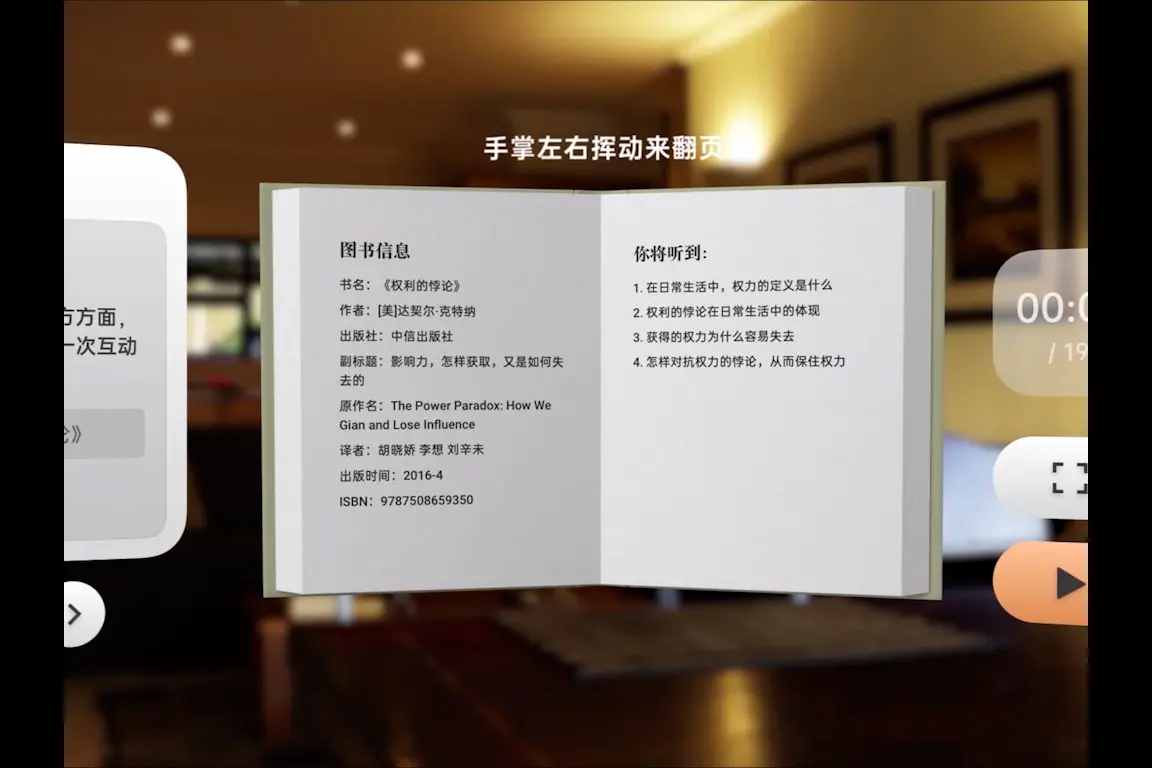 手掌左右挥动来翻页
方面，
一次互动
图书信息
书名：《权利的悖论》
作者：[美]达契尔·克特纳
出版社：中信出版社
副标题：影响力，怎样获取，又是如何失
去的
原作名：The Power Paradox: How We
Gian and Lose Influence
译者：胡晓娇 李想 刘辛未
出版时间：2016-4
ISBN：9787508659350
你将听到：
1. 在日常生活中，权力的定义是什么
2. 权利的悖论在日常生活中的体现
3. 获得的权力为什么容易失去
4. 怎样对抗权力的悖论，从而保住权力
00:0
/ 19